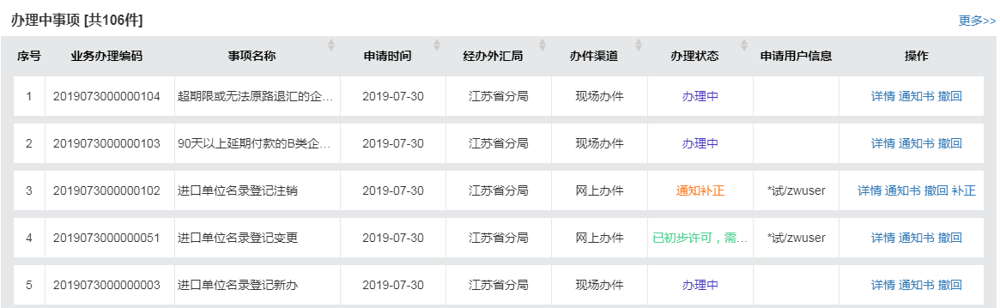 办理中事项 [共106件] 更多>>
序号 业务办理编码 事项名称 申请时间 经办外汇局 办件渠道 办理状态 申请用户信息 操作
1 2019073000000104 超期限或无法原路退汇的企... 2019-07-30 江苏省分局 现场办件 办理中 详情 通知书 撤回
2 2019073000000103 90天以上延期付款的B类企... 2019-07-30 江苏省分局 现场办件 办理中 详情 通知书 撤回
3 2019073000000102 进口单位名录登记注销 2019-07-30 江苏省分局 网上办件 通知补正 *试/zwuser 详情 通知书 撤回 补正
4 2019073000000051 进口单位名录登记变更 2019-07-30 江苏省分局 网上办件 已初步许可，需... *试/zwuser 详情 通知书 撤回
5 2019073000000003 进口单位名录登记新办 2019-07-30 江苏省分局 现场办件 办理中 详情 通知书 撤回